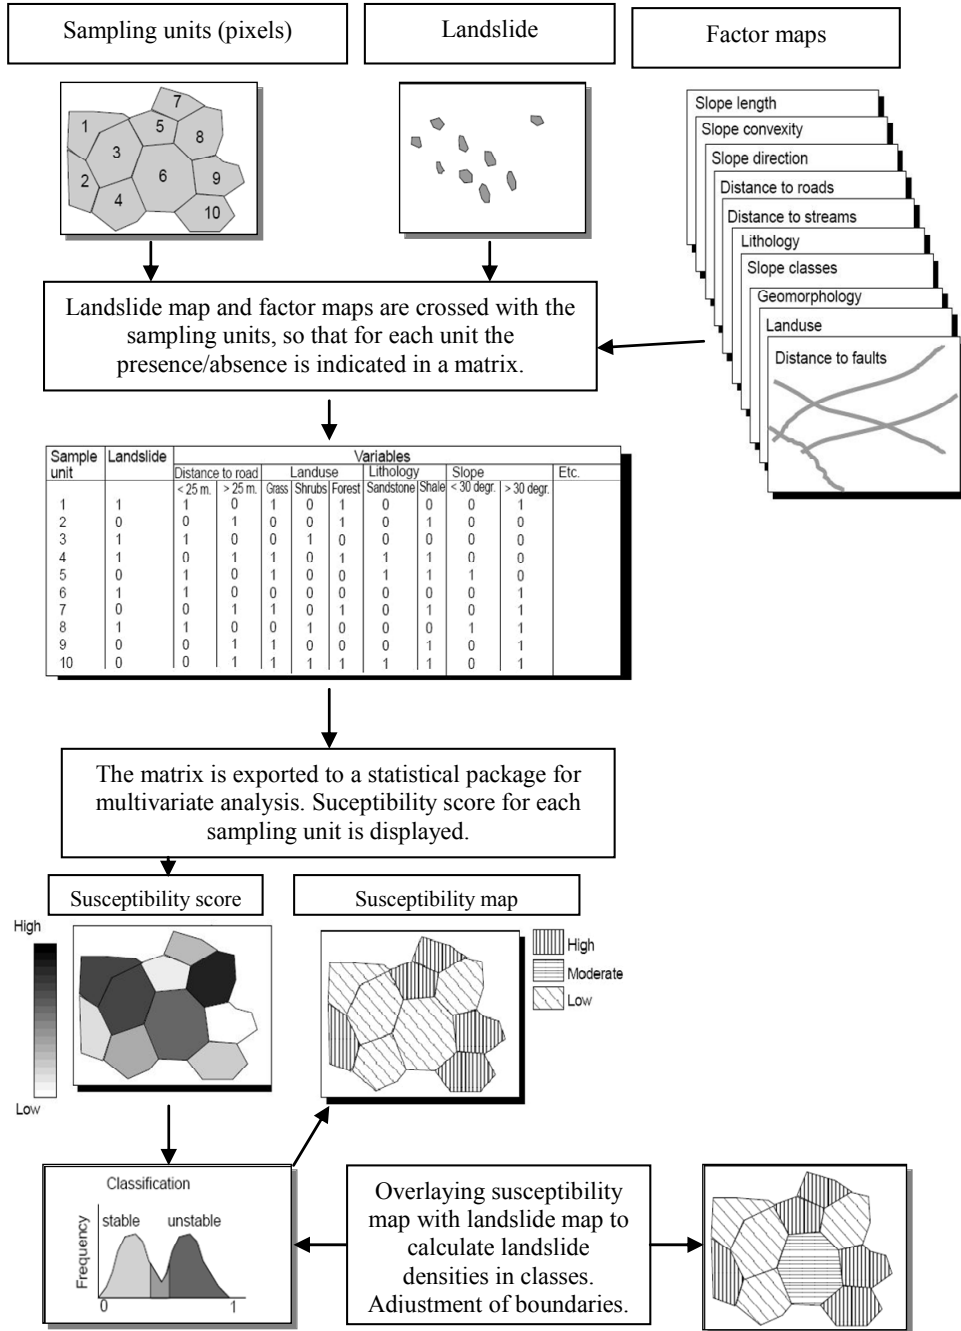 Sampling units (pixels)
Landslide
Factor maps
7
1
5
8
3
2
6
9
4
10
Slope length
Slope convexity
Slope direction
Distance to roads
Distance to streams
Lithology
Slope classes
Geomorphology
Landuse
Distance to faults
Landslide map and factor maps are crossed with the
sampling units, so that for each unit the
presence/absence is indicated in a matrix.
Sample Landslide Variables
unit Distance to road Landuse Lithology Slope Etc.
< 25 m. > 25 m. Grass Shrubs Forest Sandstone Shale < 30 degr. > 30 degr.
1 1 1 0 1 0 1 0 0 0 1
2 0 0 1 0 0 1 0 1 0 0
3 1 1 0 0 1 0 0 0 0 0
4 1 0 1 1 0 1 1 1 0 0
5 0 1 0 1 0 0 1 1 1 0
6 1 1 0 0 0 0 0 0 0 1
7 0 0 1 1 0 1 0 1 0 1
8 1 1 0 0 1 0 0 0 1 1
9 0 0 1 1 0 0 0 1 0 1
10 0 0 1 1 1 1 1 1 0 1
The matrix is exported to a statistical package for
multivariate analysis. Suceptibility score for each
sampling unit is displayed.
Susceptibility score
Susceptibility map
High
Low
High
Moderate
Low
Classification
stable unstable
Frequency
0 1
Overlaying susceptibility
map with landslide map to
calculate landslide
densities in classes.
Adjustment of boundaries.